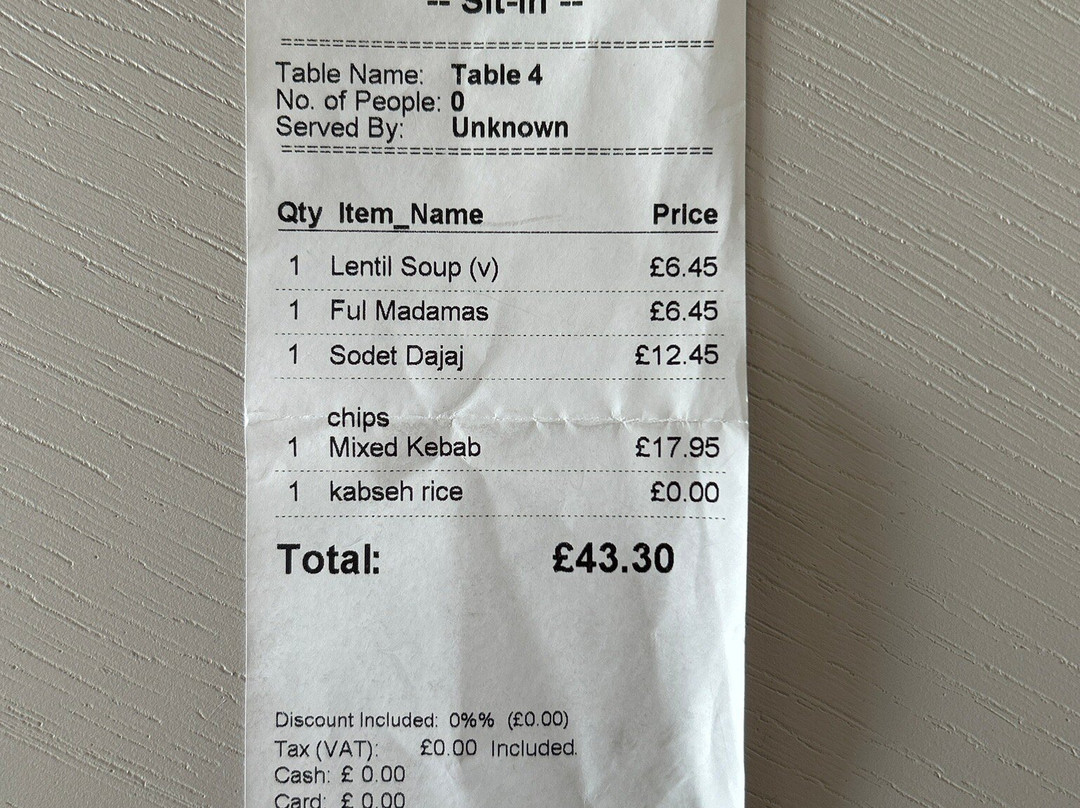 -- Sit-in --
==========================================
Table Name: Table 4
No. of People: 0
Served By: Unknown
==========================================
Qty Item_Name Price
1 Lentil Soup (v) £6.45
1 Ful Madamas £6.45
1 Sodet Dajaj £12.45
chips
1 Mixed Kebab £17.95
1 kabseh rice £0.00
Total: £43.30
Discount Included: 0%% (£0.00)
Tax (VAT): £0.00 Included.
Cash: £ 0.00
Card: £ 0.00